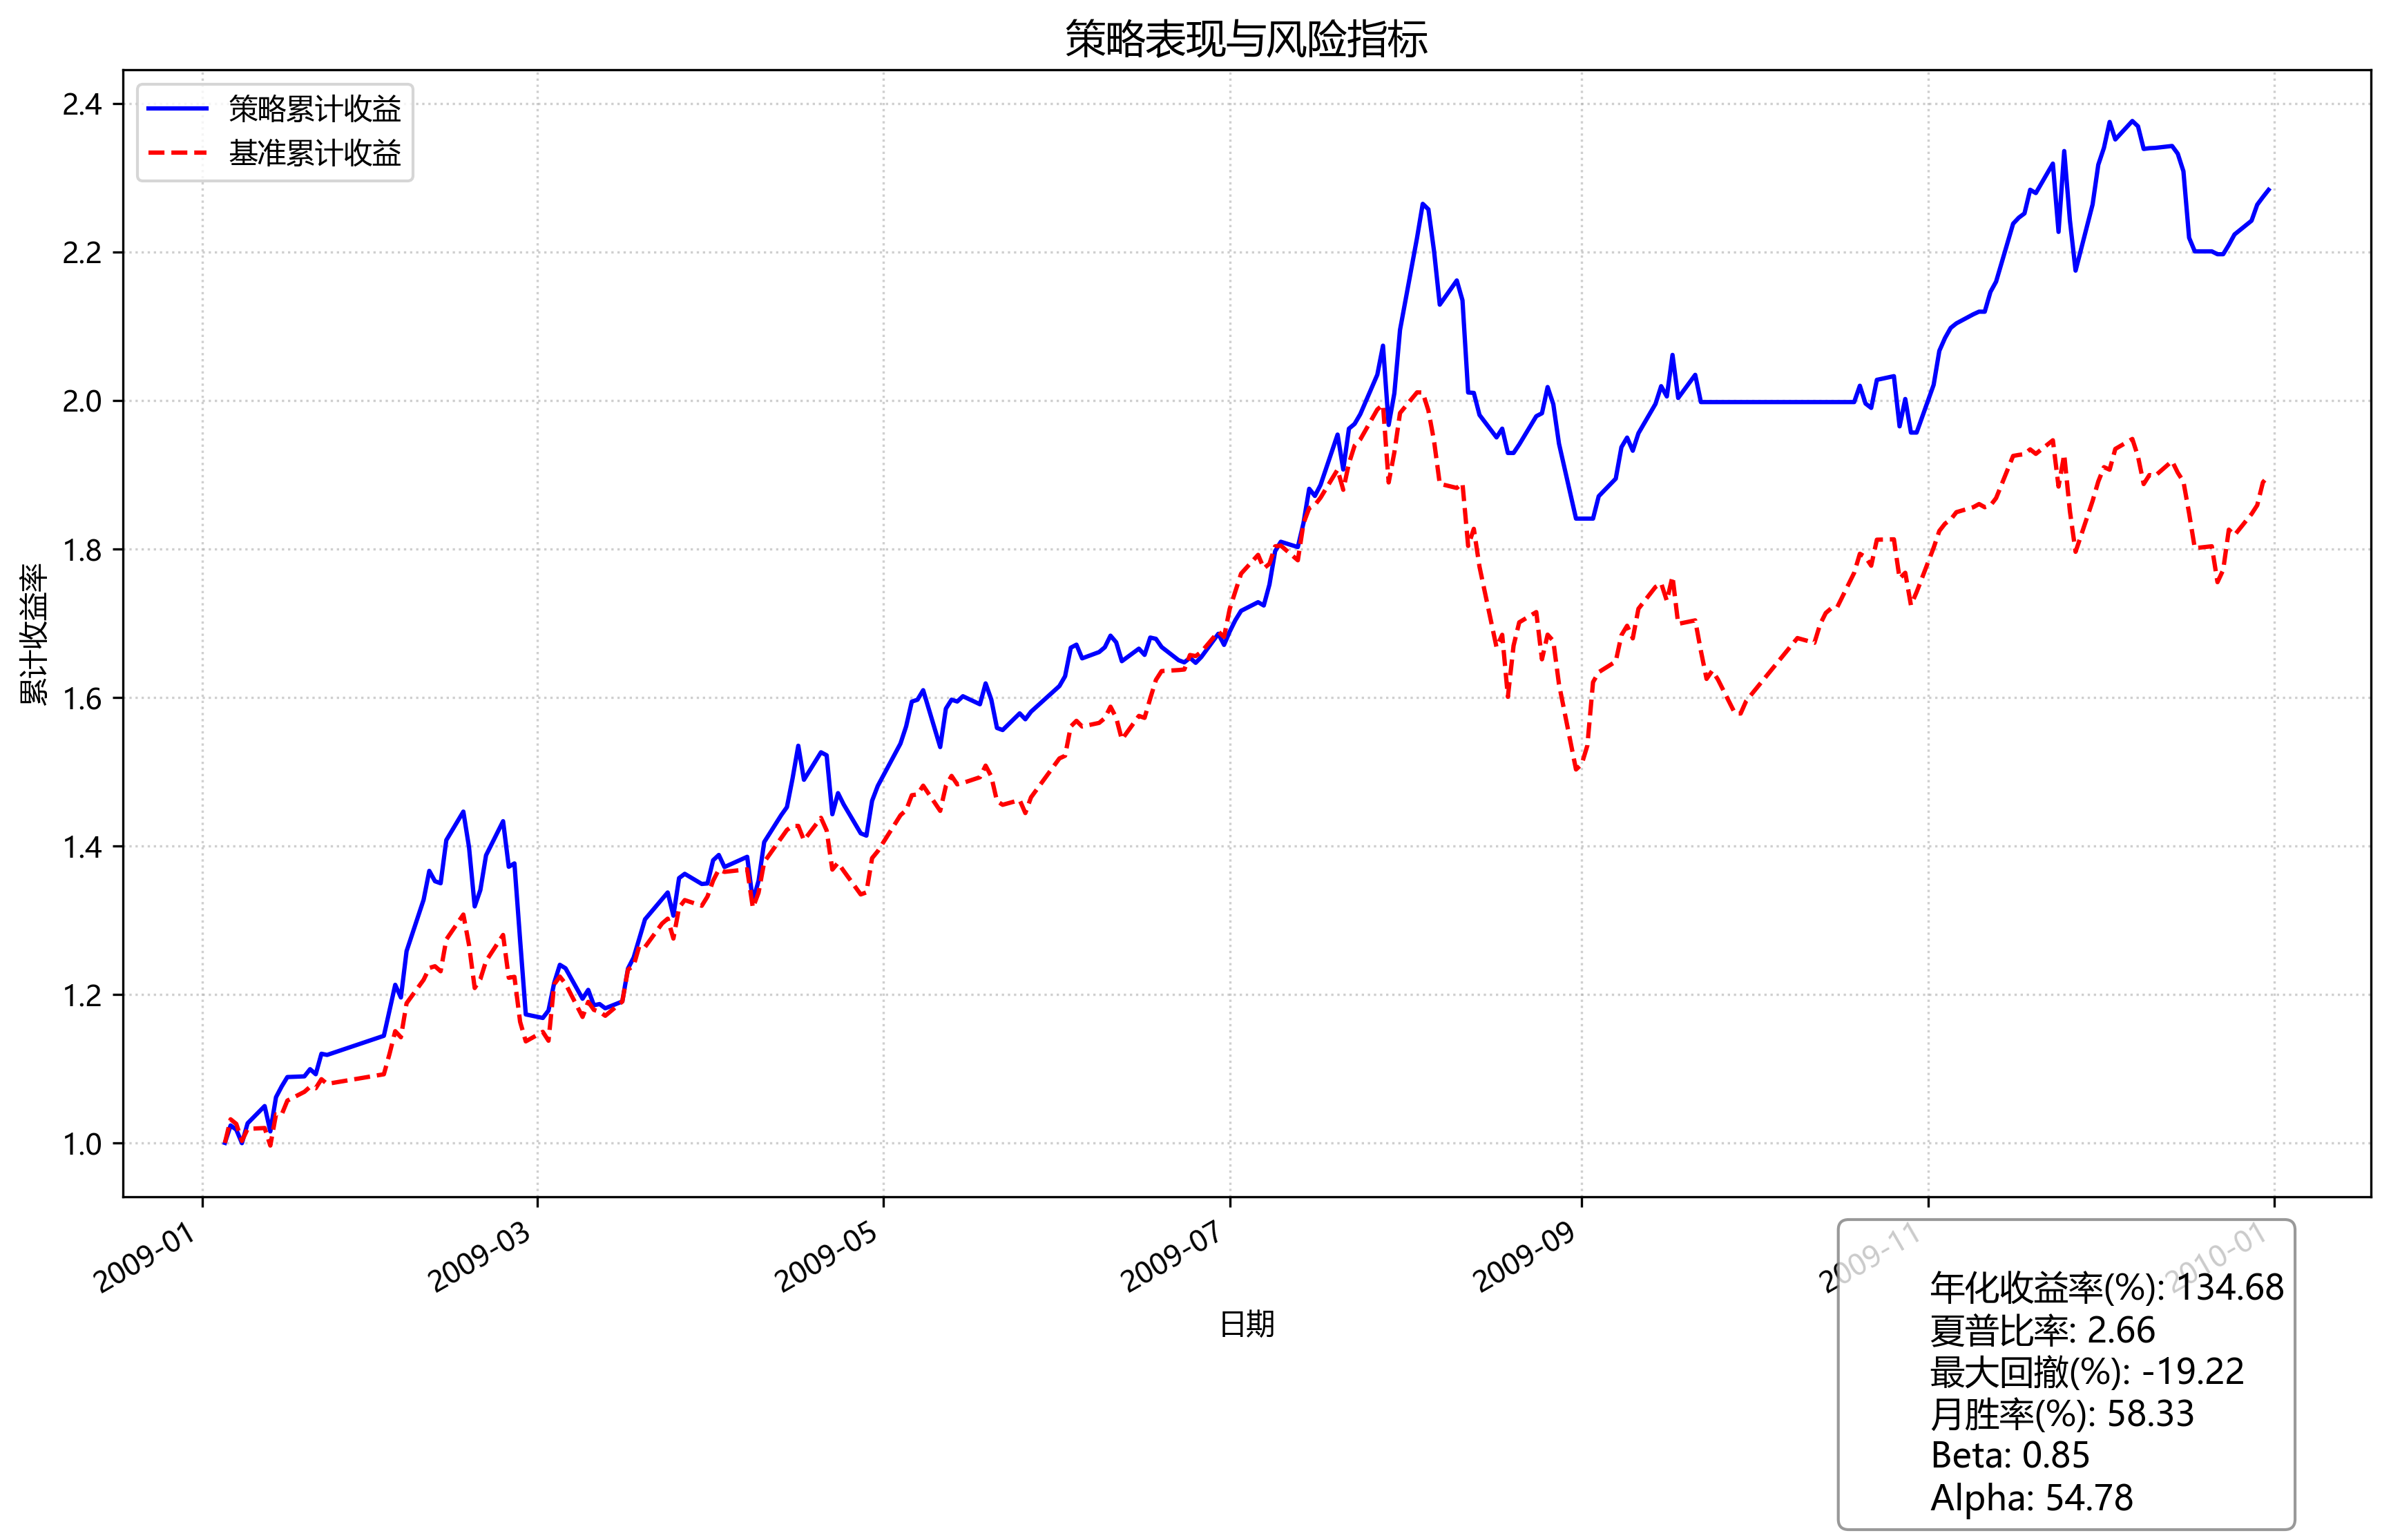 策略表现与风险指标
策略累计收益
基准累计收益
2.4
2.2
2.0
1.8
1.6
1.4
1.2
1.0
累计收益率
2009-01
2009-03
2009-05
2009-07
2009-09
2009-11
2010-01
日期
年化收益率(%): 134.68
夏普比率: 2.66
最大回撤(%): -19.22
月胜率(%): 58.33
Beta: 0.85
Alpha: 54.78